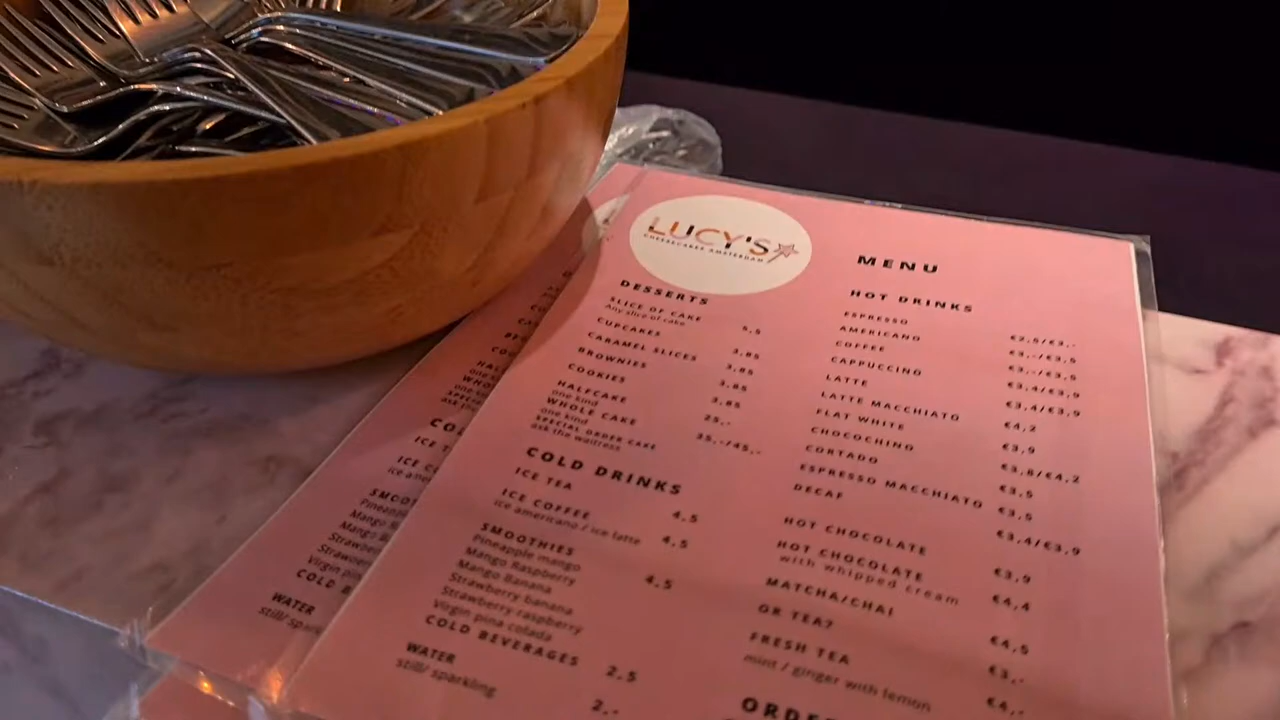 LUCY'S
CHEESECAKES AMSTERDAM
MENU
DESSERTS
SLICE OF CAKE 5,5
Any slice of cake
CUPCAKES 3,85
CARAMEL SLICES 3,85
BROWNIES 3,85
COOKIES 3,85
HALFCAKE 25,-
one kind
WHOLE CAKE 35,-/45,-
one kind
SPECIAL ORDER CAKE
ask the waitress
COLD DRINKS
ICE TEA 4,5
ICE COFFEE 4,5
ice americano / ice latte
SMOOTHIES 4,5
Pineapple mango
Mango Raspberry
Mango Banana
Strawberry banana
Strawberry raspberry
Virgin pina colada
COLD BEVERAGES 2,5
WATER 2,-
still/ sparkling
HOT DRINKS
ESPRESSO €2,5/€3,-
AMERICANO €3,-/€3,5
COFFEE €3,-/€3,5
CAPPUCCINO €3,4/€3,9
LATTE €3,4/€3,9
LATTE MACCHIATO €4,2
FLAT WHITE €3,9
CHOCOCHINO €3,8/€4,2
CORTADO €3,5
ESPRESSO MACCHIATO €3,5
DECAF €3,4/€3,9
HOT CHOCOLATE €3,9
HOT CHOCOLATE €4,4
with whipped cream
MATCHA/CHAI €4,5
OR TEA? €3,-
FRESH TEA €4,-
mint / ginger with lemon